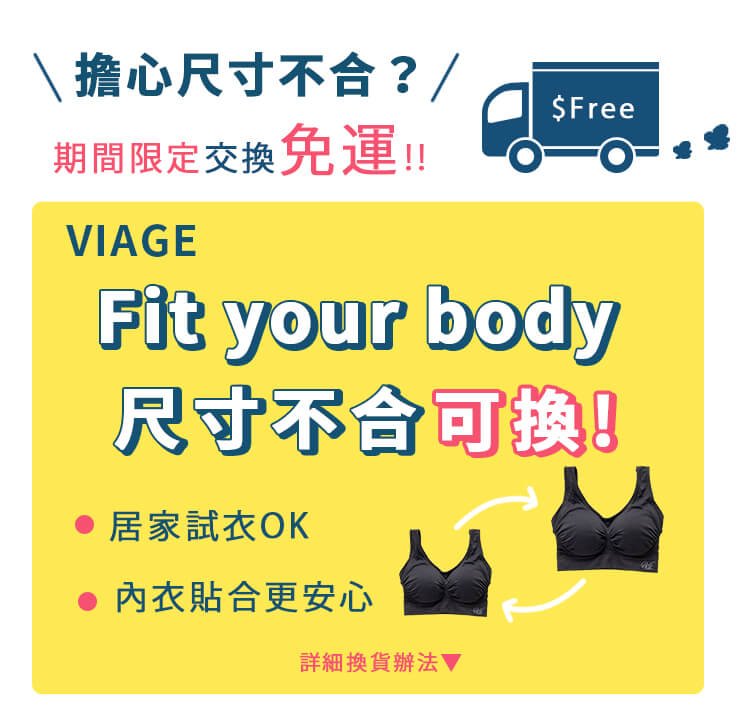 擔心尺寸不合？
$Free
期間限定交換免運!!
VIAGE
Fit your body
尺寸不合可換!
居家試衣OK
內衣貼合更安心
詳細換貨辦法▼